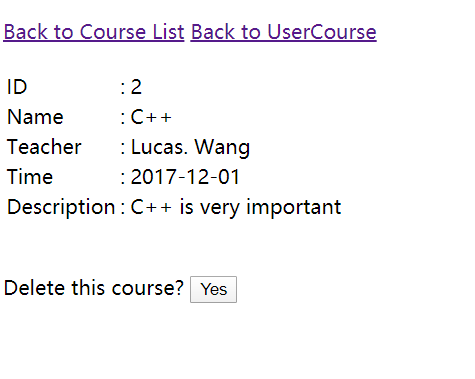 Back to Course List Back to UserCourse
ID : 2
Name : C++
Teacher : Lucas. Wang
Time : 2017-12-01
Description : C++ is very important
Delete this course? Yes